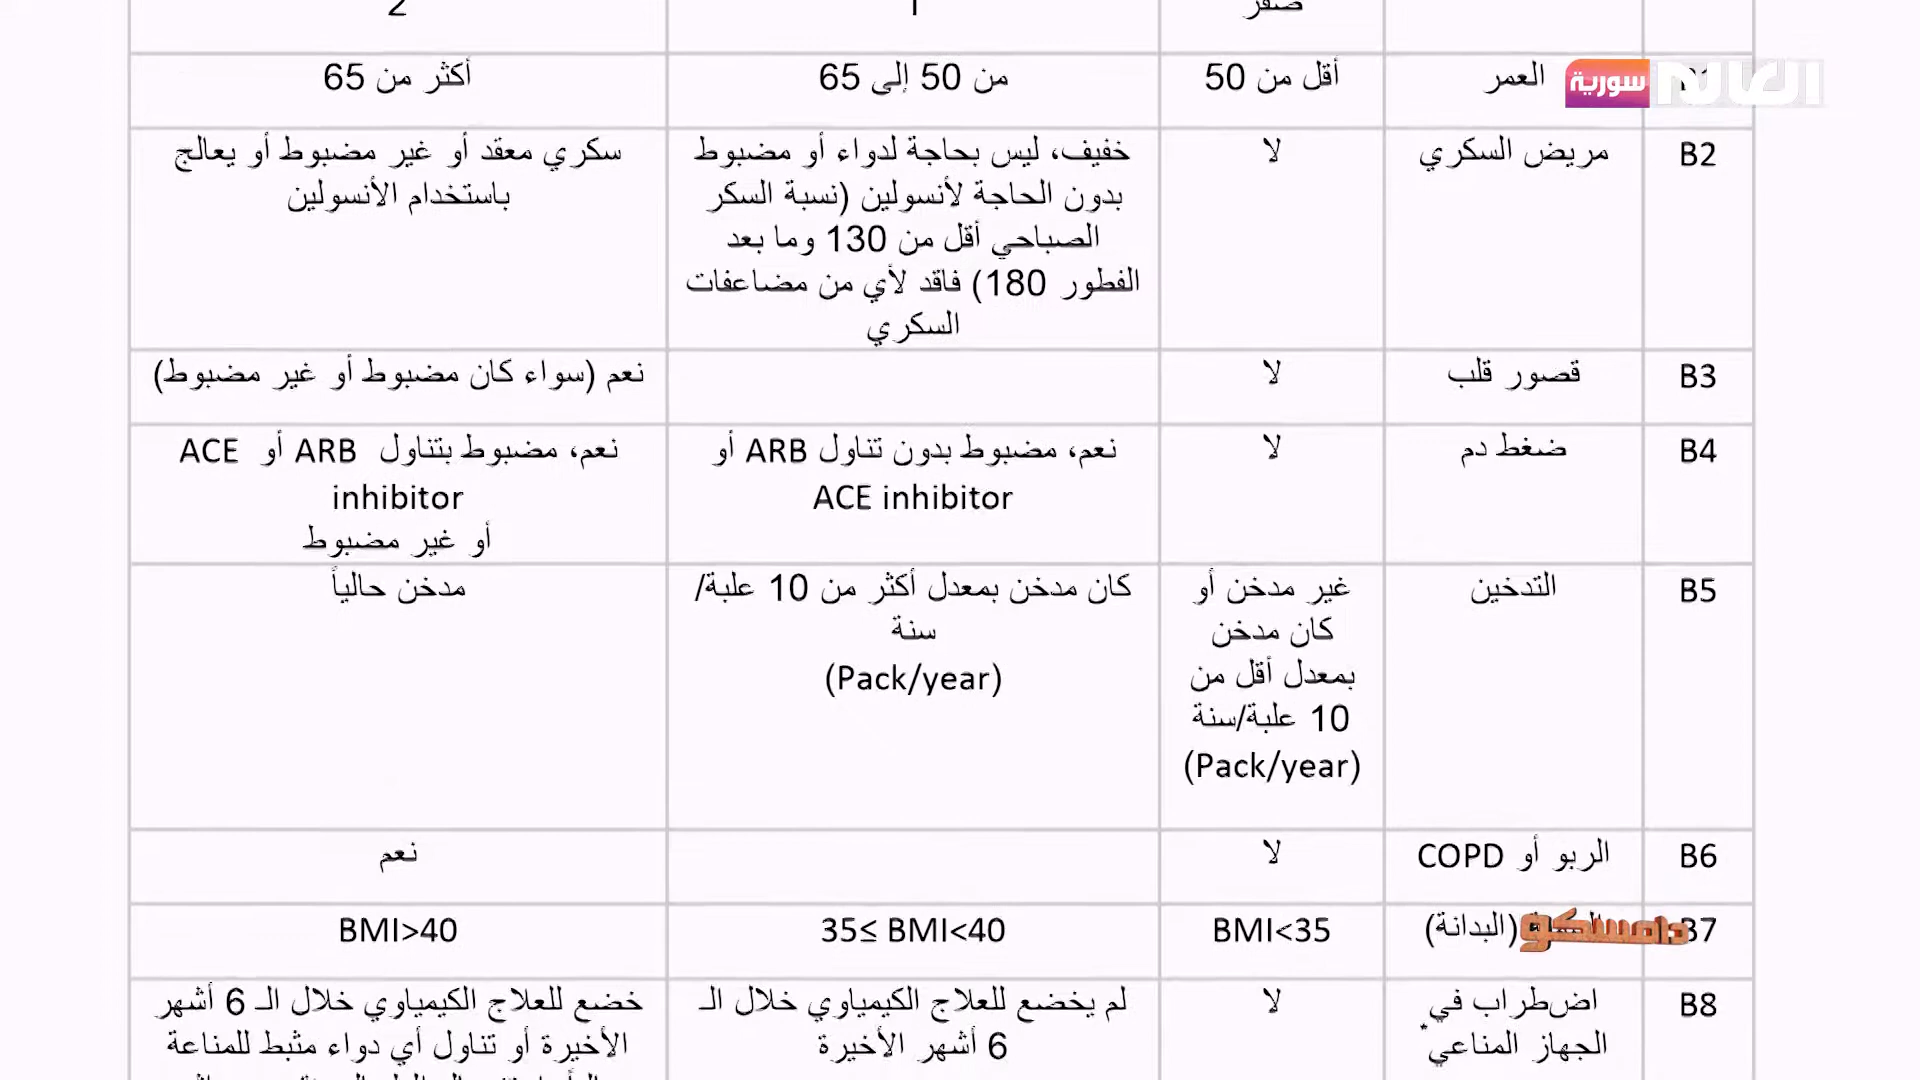 صفر
1
2
العمر
أقل من 50
من 50 إلى 65
أكثر من 65
سورية
B2
مريض السكري
لا
خفيف، ليس بحاجة لدواء أو مضبوط
بدون الحاجة لأنسولين (نسبة السكر
الصباحي أقل من 130 وما بعد
الفطور 180) فاقد لأي من مضاعفات
السكري
سكري معقد أو غير مضبوط أو يعالج
باستخدام الأنسولين
B3
قصور قلب
لا
نعم (سواء كان مضبوط أو غير مضبوط)
B4
ضغط دم
لا
نعم، مضبوط بدون تناول ARB أو
ACE inhibitor
نعم، مضبوط بتناول ARB أو ACE
inhibitor
أو غير مضبوط
B5
التدخين
غير مدخن أو
كان مدخن
بمعدل أقل من
10 علبة/سنة
(Pack/year)
كان مدخن بمعدل أكثر من 10 علبة/
سنة
(Pack/year)
مدخن حالياً
B6
الربو أو COPD
لا
نعم
B7
(البدانة)
دامسكو
BMI<35
35≤ BMI<40
BMI>40
B8
اضطراب في
الجهاز المناعي*
لا
لم يخضع للعلاج الكيمياوي خلال الـ
6 أشهر الأخيرة
خضع للعلاج الكيمياوي خلال الـ 6 أشهر
الأخيرة أو تناول أي دواء مثبط للمناعة